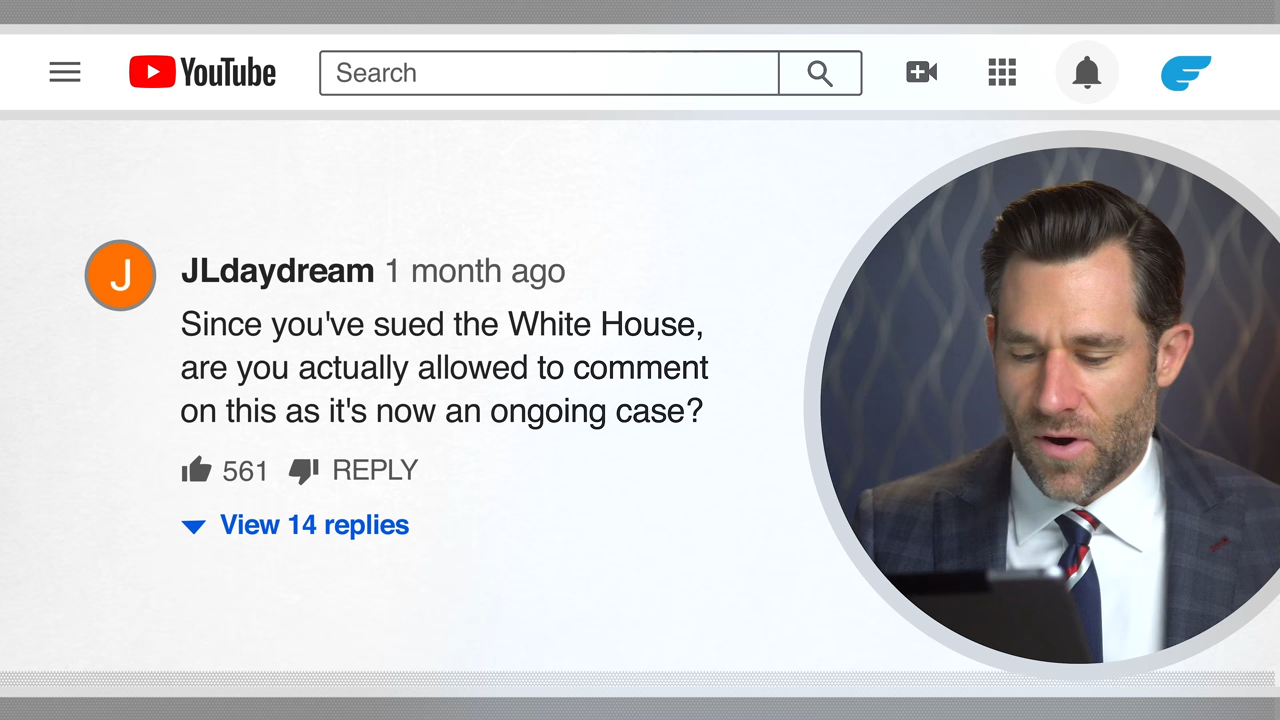 YouTube
Search
J
JLdaydream 1 month ago
Since you've sued the White House,
are you actually allowed to comment
on this as it's now an ongoing case?
561 REPLY
View 14 replies